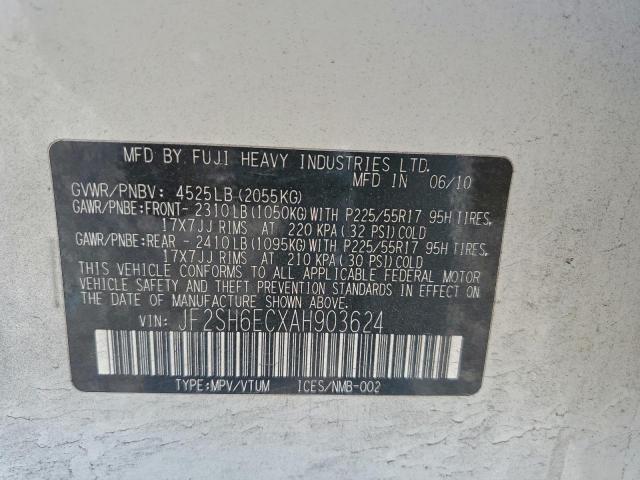 MFD BY FUJI HEAVY INDUSTRIES LTD.
MFD IN 06/10
GVWR/PNBV: 4525LB (2055KG)
GAWR/PNBE:FRONT- 2310LB (1050KG) WITH P225/55R17 95H TIRES,
17X7JJ RIMS AT 220 KPA (32 PSI) COLD
GAWR/PNBE:REAR - 2410LB (1095KG) WITH P225/55R17 95H TIRES,
17X7JJ RIMS AT 210 KPA (30 PSI) COLD
THIS VEHICLE CONFORMS TO ALL APPLICABLE FEDERAL MOTOR
VEHICLE SAFETY AND THEFT PREVENTION STANDARDS IN EFFECT ON
THE DATE OF MANUFACTURE SHOWN ABOVE.
VIN: JF2SH6ECXAH903624
TYPE:MPV/VTUM ICES/NMB-002